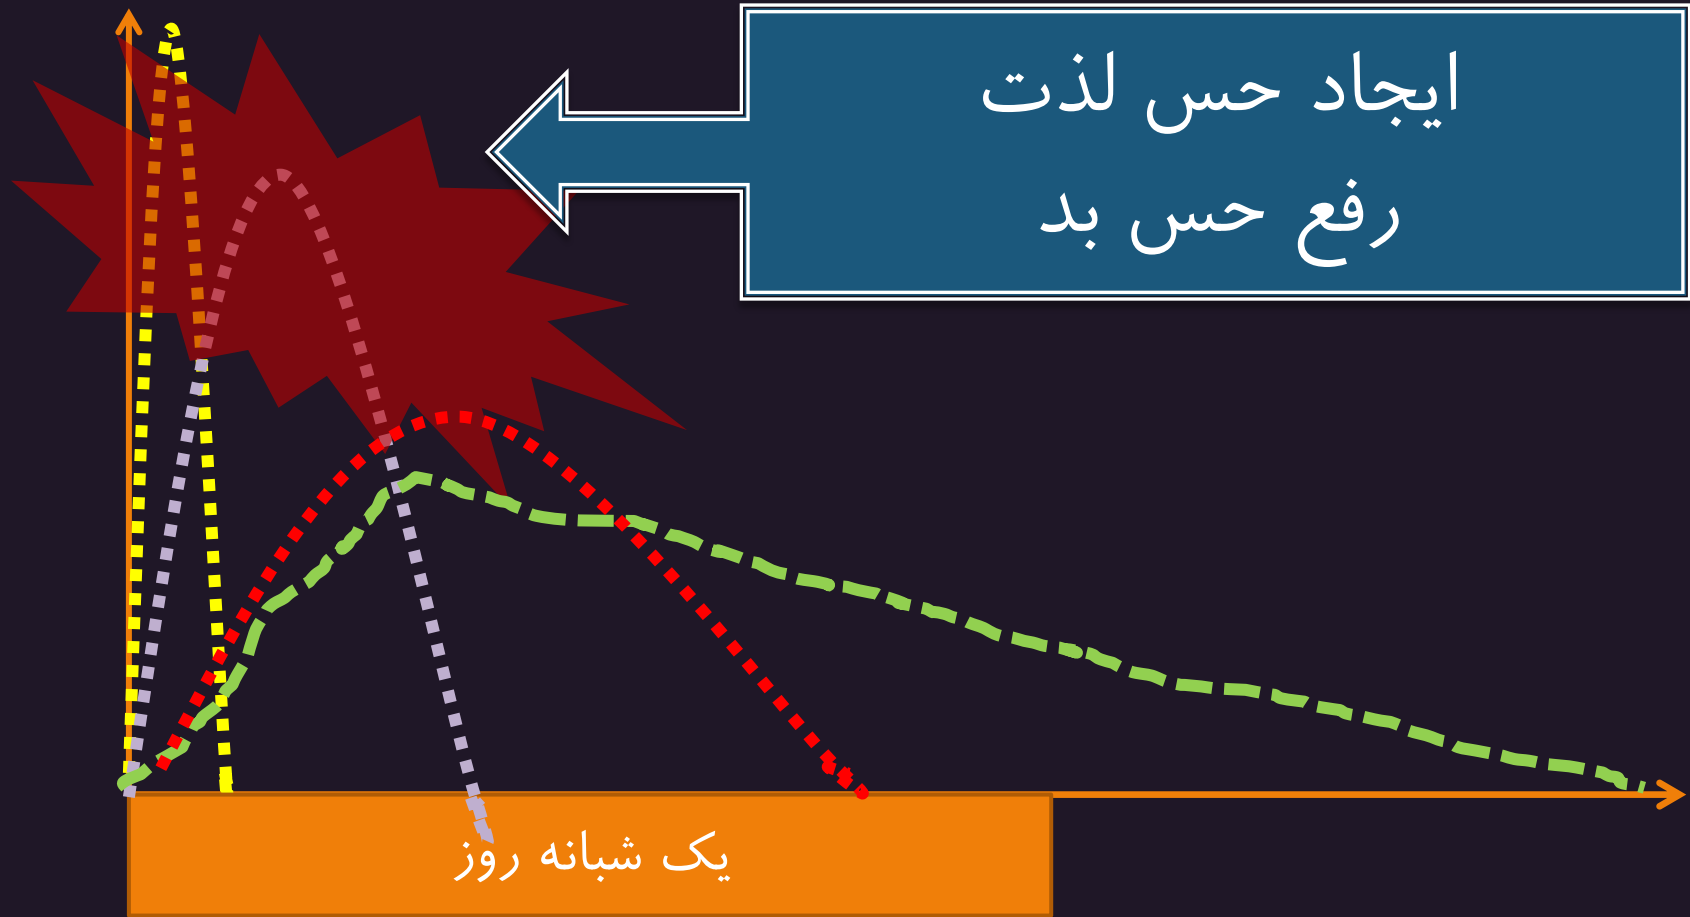 ایجاد حس لذت
رفع حس بد
یک شبانه روز